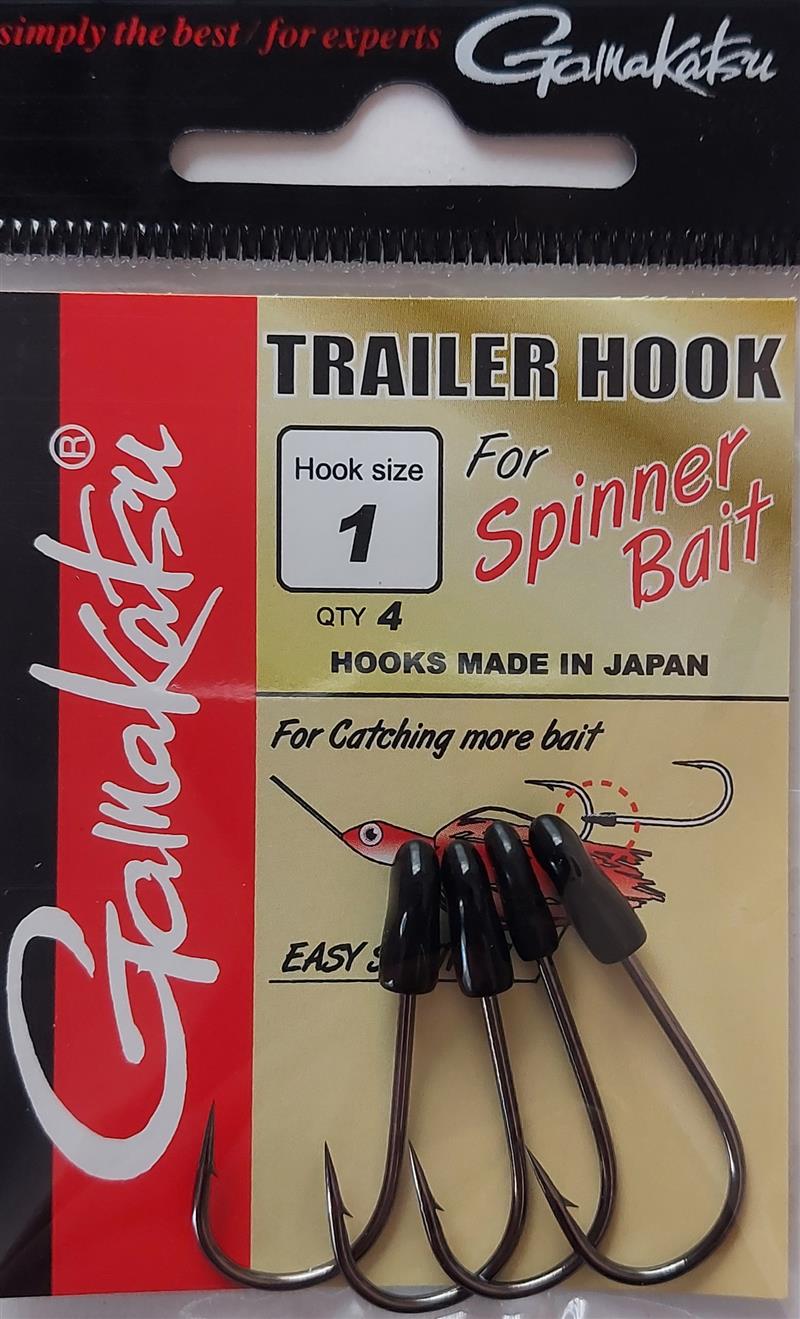 simply the best / for experts
Gamakatsu
TRAILER HOOK
Hook size
1
For
Spinner
Bait
QTY 4
HOOKS MADE IN JAPAN
Gamakatsu®
For Catching more bait
EASY